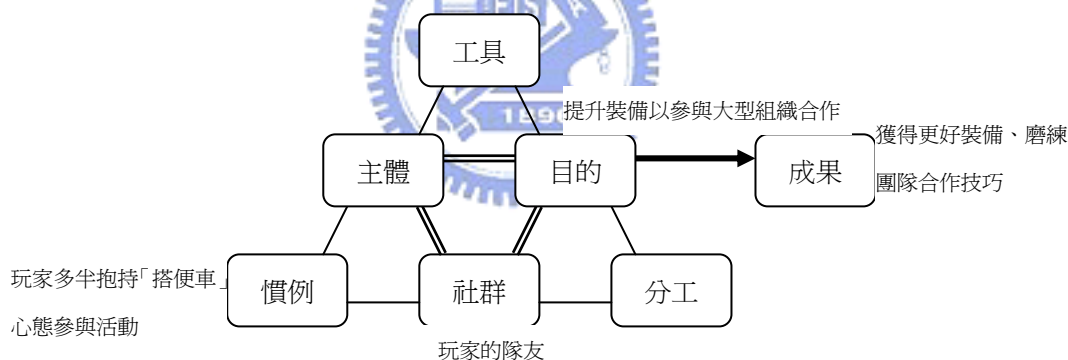 工具
提升裝備以參與大型組織合作
主體
目的
成果
獲得更好裝備、磨練
團隊合作技巧
玩家多半抱持「搭便車」
心態參與活動
慣例
社群
分工
玩家的隊友